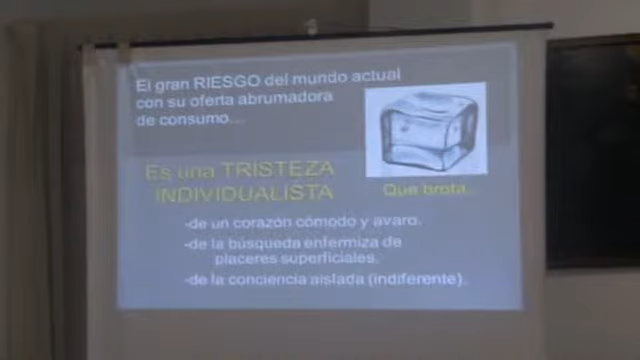 El gran RIESGO del mundo actual
con su oferta abrumadora
de consumo...
Es una TRISTEZA
INDIVIDUALISTA
Que brota...
-de un corazón cómodo y avaro.
-de la búsqueda enfermiza de
placeres superficiales.
-de la conciencia aislada (indiferente).